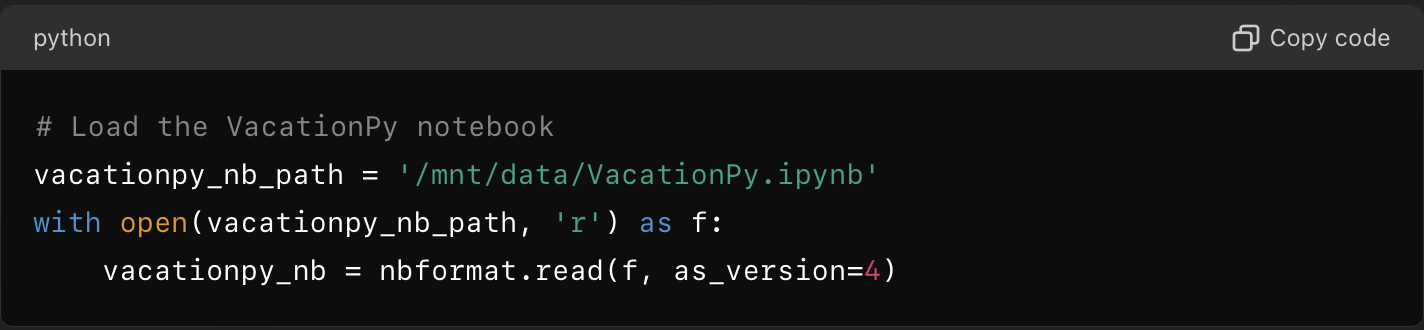 python
Copy code
# Load the VacationPy notebook
vacationpy_nb_path = '/mnt/data/VacationPy.ipynb'
with open(vacationpy_nb_path, 'r') as f:
    vacationpy_nb = nbformat.read(f, as_version=4)